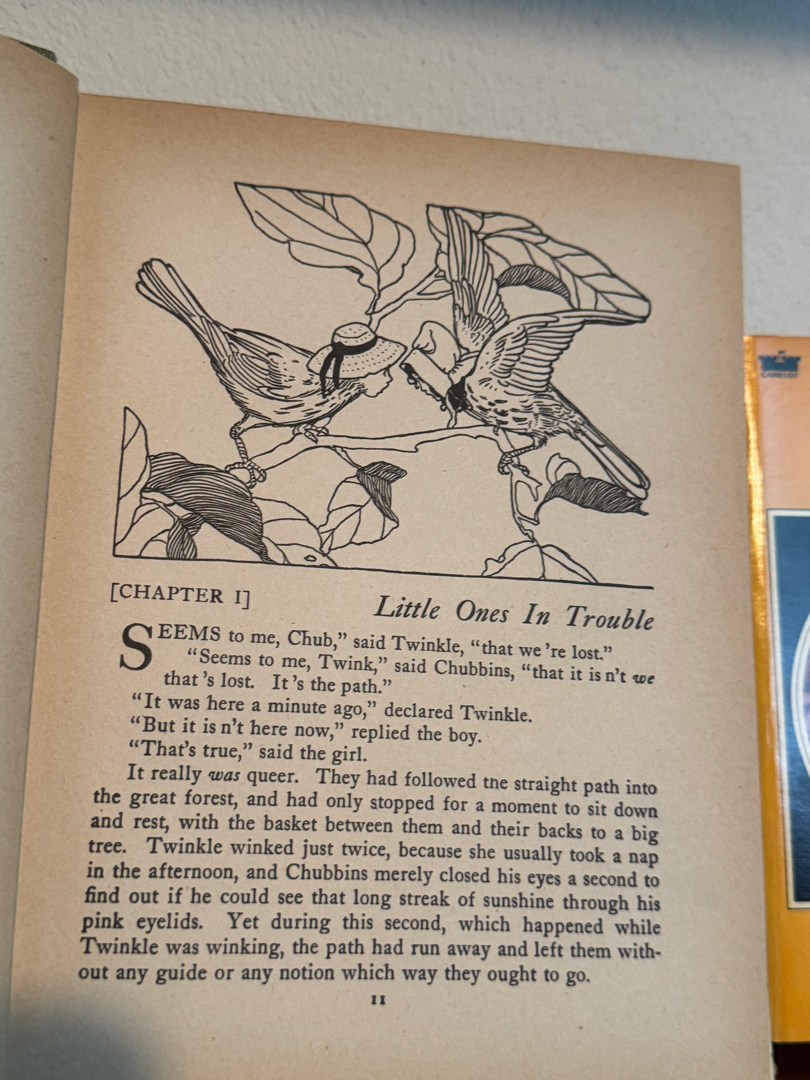 [CHAPTER I]
Little Ones In Trouble
SEEMS to me, Chub,” said Twinkle, “that we 're lost.”
“Seems to me, Twink,” said Chubbins, “that it is n't we
that 's lost. It 's the path.”
“It was here a minute ago,” declared Twinkle.
“But it is n't here now,” replied the boy.
“That's true,” said the girl.
It really was queer. They had followed the straight path into
the great forest, and had only stopped for a moment to sit down
and rest, with the basket between them and their backs to a big
tree. Twinkle winked just twice, because she usually took a nap
in the afternoon, and Chubbins merely closed his eyes a second to
find out if he could see that long streak of sunshine through his
pink eyelids. Yet during this second, which happened while
Twinkle was winking, the path had run away and left them with-
out any guide or any notion which way they ought to go.
11
CAMELOT